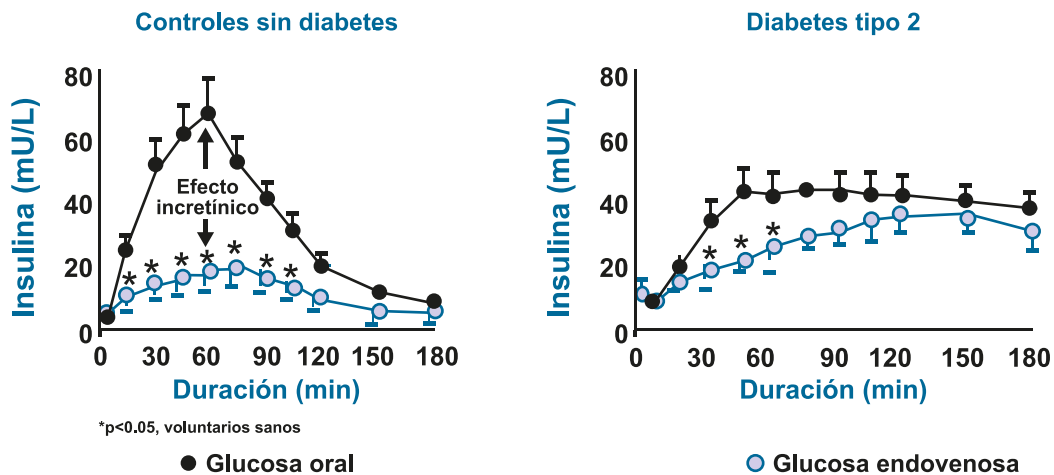 Controles sin diabetes
Insulina (mU/L)
80
60
40
20
0
Efecto
incretínico
* * * * * * *
0 30 60 90 120 150 180
Duración (min)
*p<0.05, voluntarios sanos
Diabetes tipo 2
Insulina (mU/L)
80
60
40
20
0
* * *
0 30 60 90 120 150 180
Duración (min)
Glucosa oral
Glucosa endovenosa